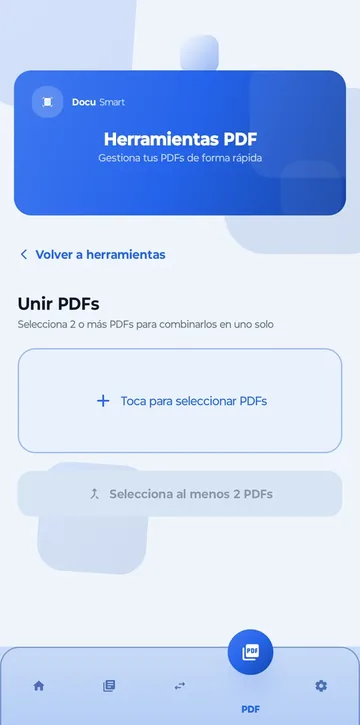 Docu Smart
Herramientas PDF
Gestiona tus PDFs de forma rápida
Volver a herramientas
Unir PDFs
Selecciona 2 o más PDFs para combinarlos en uno solo
Toca para seleccionar PDFs
Selecciona al menos 2 PDFs
PDF
PDF